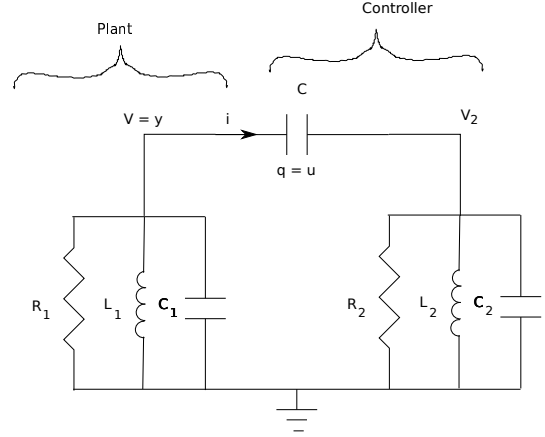 Controller
Plant
C
V = y
i
V2
q = u
R1
L1
C1
R2
L2
C2